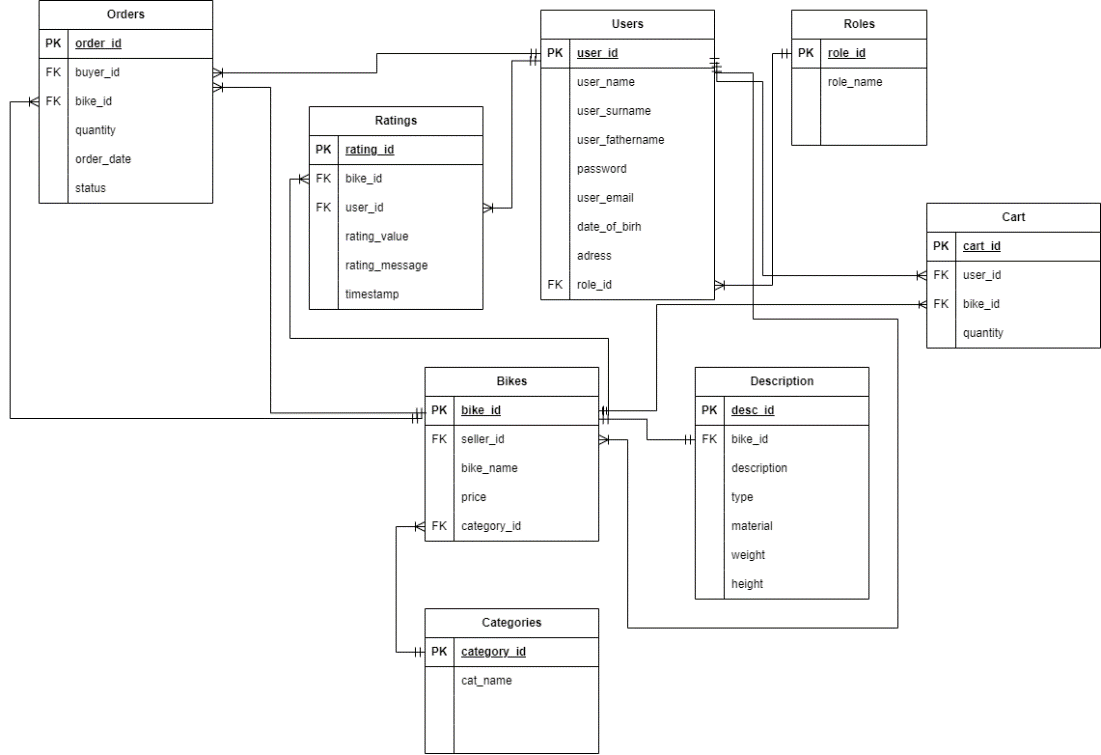 Orders
PK order_id
FK buyer_id
FK bike_id
quantity
order_date
status
Ratings
PK rating_id
FK bike_id
FK user_id
rating_value
rating_message
timestamp
Users
PK user_id
user_name
user_surname
user_fathername
password
user_email
date_of_birh
adress
FK role_id
Roles
PK role_id
role_name
Cart
PK cart_id
FK user_id
FK bike_id
quantity
Bikes
PK bike_id
FK seller_id
bike_name
price
FK category_id
Description
PK desc_id
FK bike_id
description
type
material
weight
height
Categories
PK category_id
cat_name